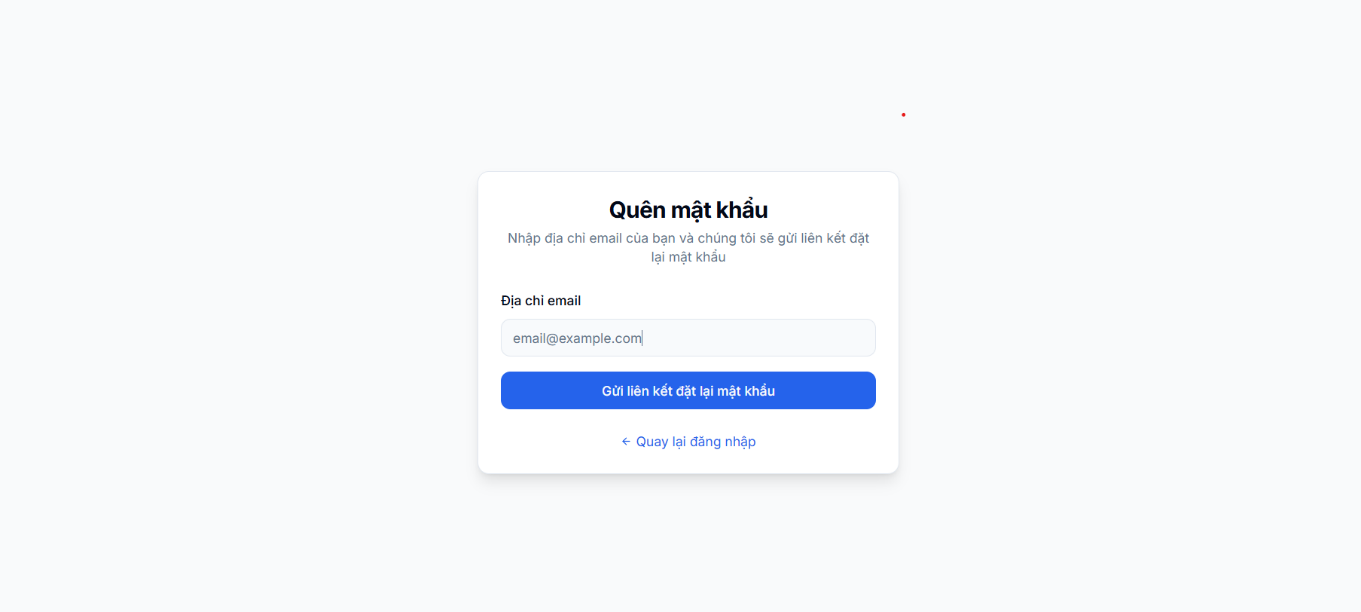 Quên mật khẩu
Nhập địa chỉ email của bạn và chúng tôi sẽ gửi liên kết đặt
lại mật khẩu
Địa chỉ email
email@example.com
Gửi liên kết đặt lại mật khẩu
← Quay lại đăng nhập